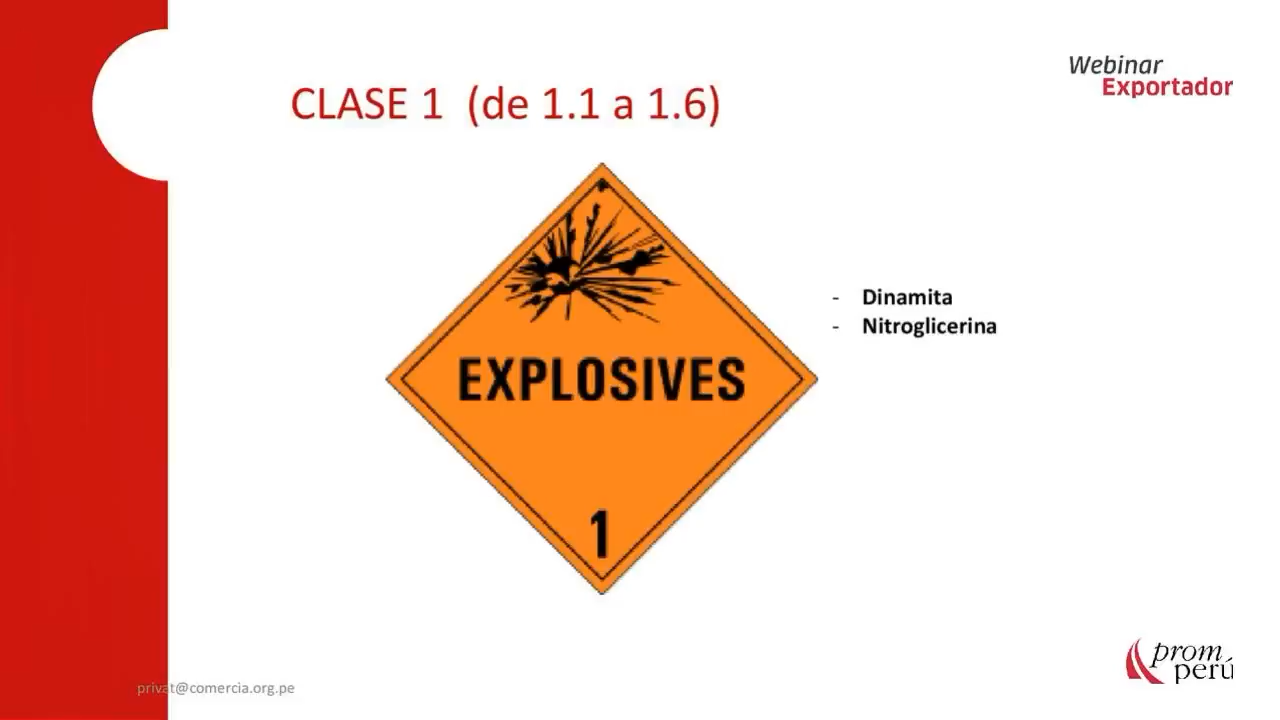 Webinar
Exportador
CLASE 1 (de 1.1 a 1.6)
EXPLOSIVES
1
- Dinamita
- Nitroglicerina
privat@comercia.org.pe
prom
perú